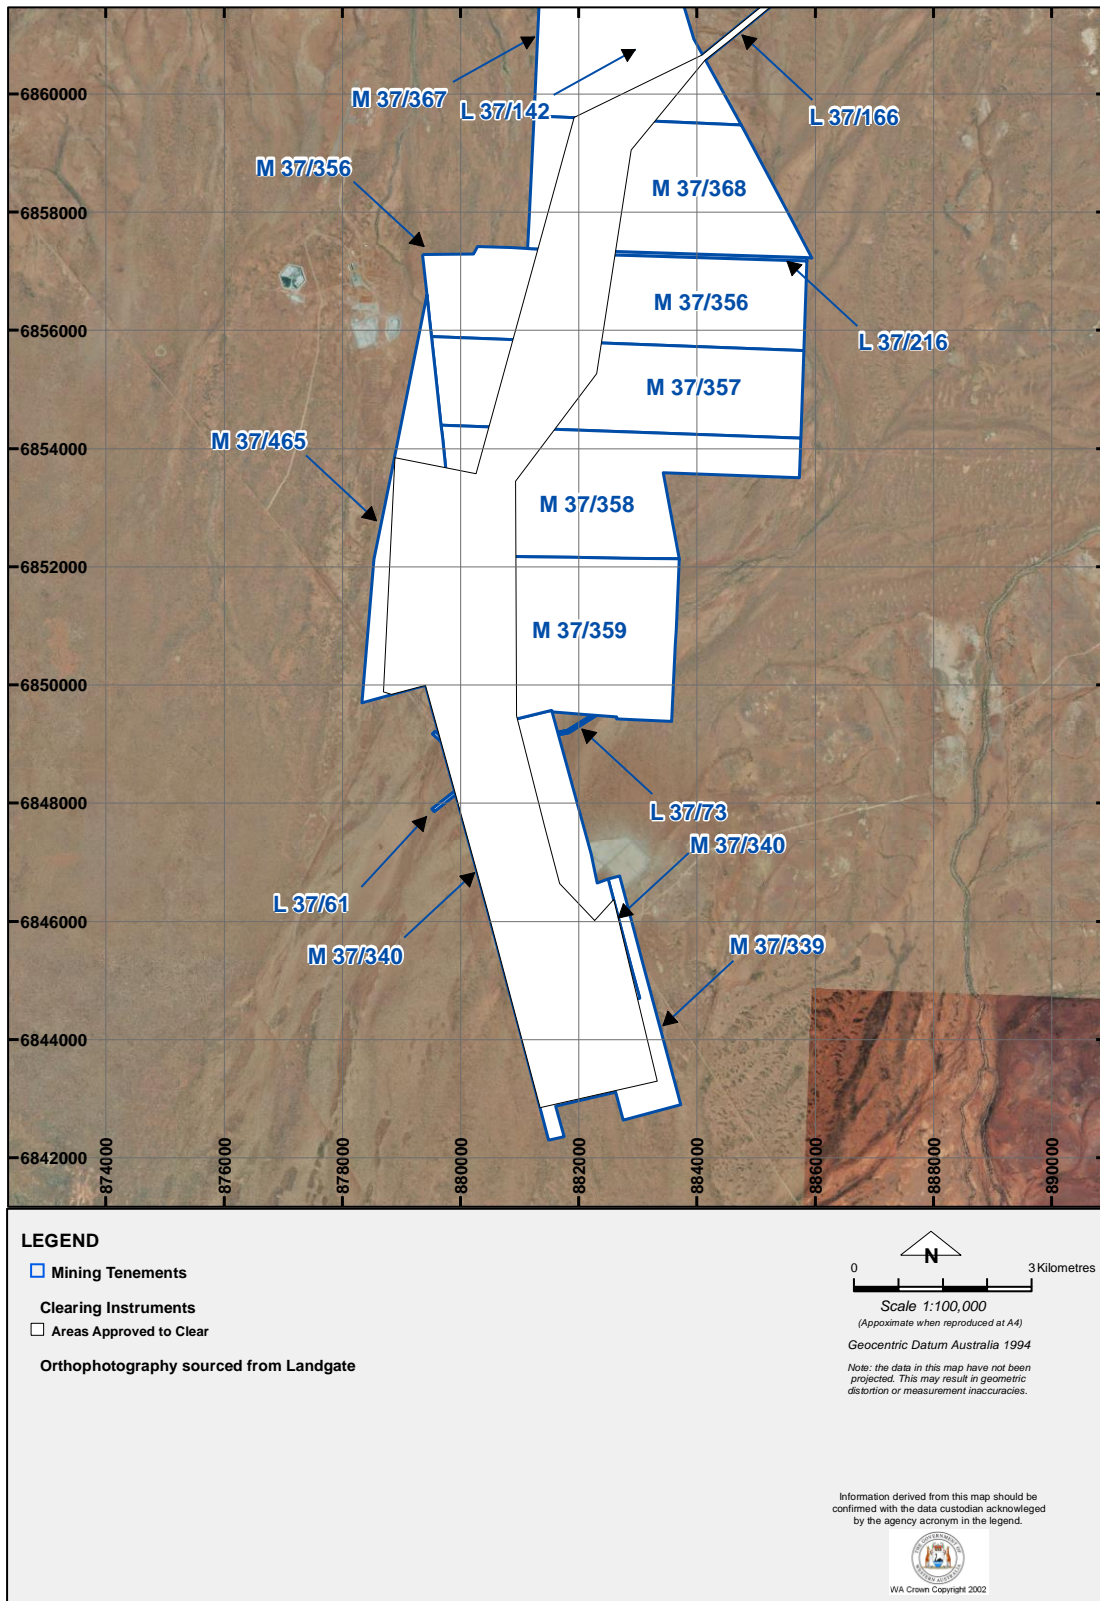 M 37/367
L 37/142
L 37/166
M 37/356
M 37/368
M 37/356
L 37/216
M 37/357
M 37/465
M 37/358
M 37/359
L 37/73
M 37/340
L 37/61
M 37/340
M 37/339
6860000
6858000
6856000
6854000
6852000
6850000
6848000
6846000
6844000
6842000
874000
876000
878000
880000
882000
884000
886000
888000
890000
LEGEND
Mining Tenements
Clearing Instruments
Areas Approved to Clear
Orthophotography sourced from Landgate
N
0 3 Kilometres
Scale 1:100,000
(Appoximate when reproduced at A4)
Geocentric Datum Australia 1994
Note: the data in this map have not been
projected. This may result in geometric
distortion or measurement inaccuracies.
Information derived from this map should be
confirmed with the data custodian acknowleged
by the agency acronym in the legend.
THE GOVERNMENT OF
WESTERN AUSTRALIA
WA Crown Copyright 2002